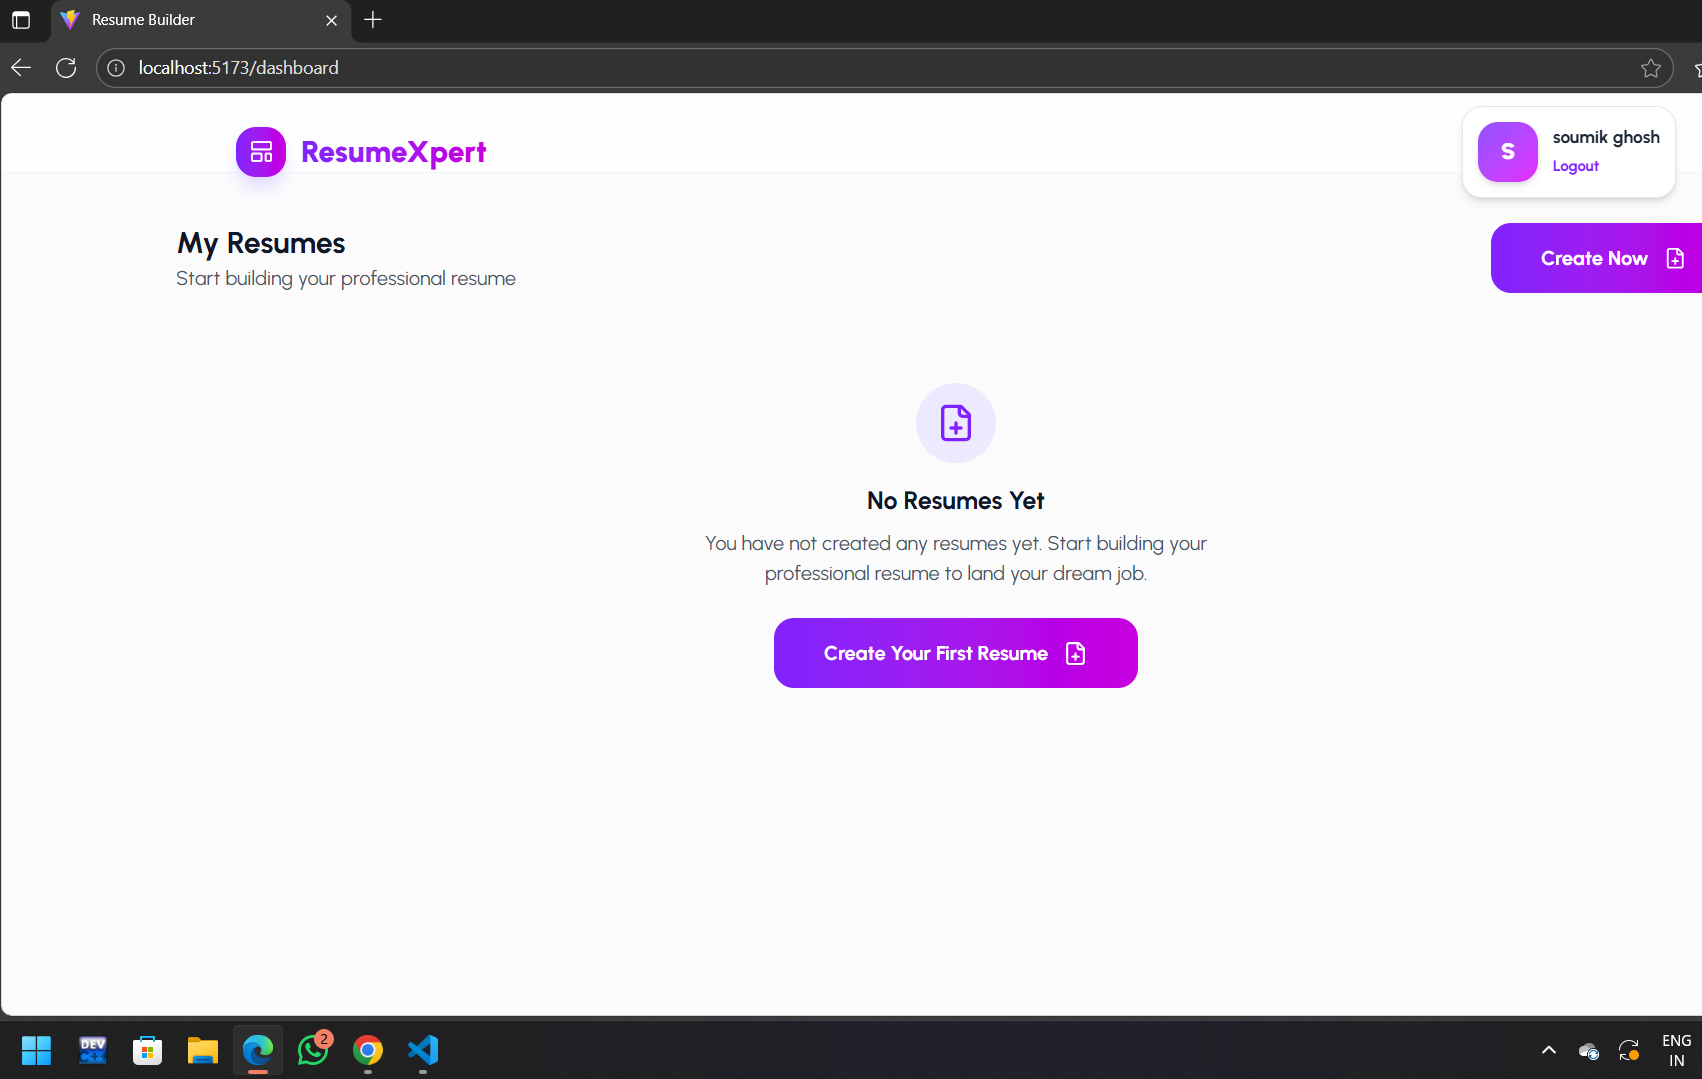 Resume Builder
localhost:5173/dashboard
ResumeXpert
S
soumik ghosh
Logout
My Resumes
Start building your professional resume
Create Now
No Resumes Yet
You have not created any resumes yet. Start building your
professional resume to land your dream job.
Create Your First Resume
DEV
C++
2
ENG
IN